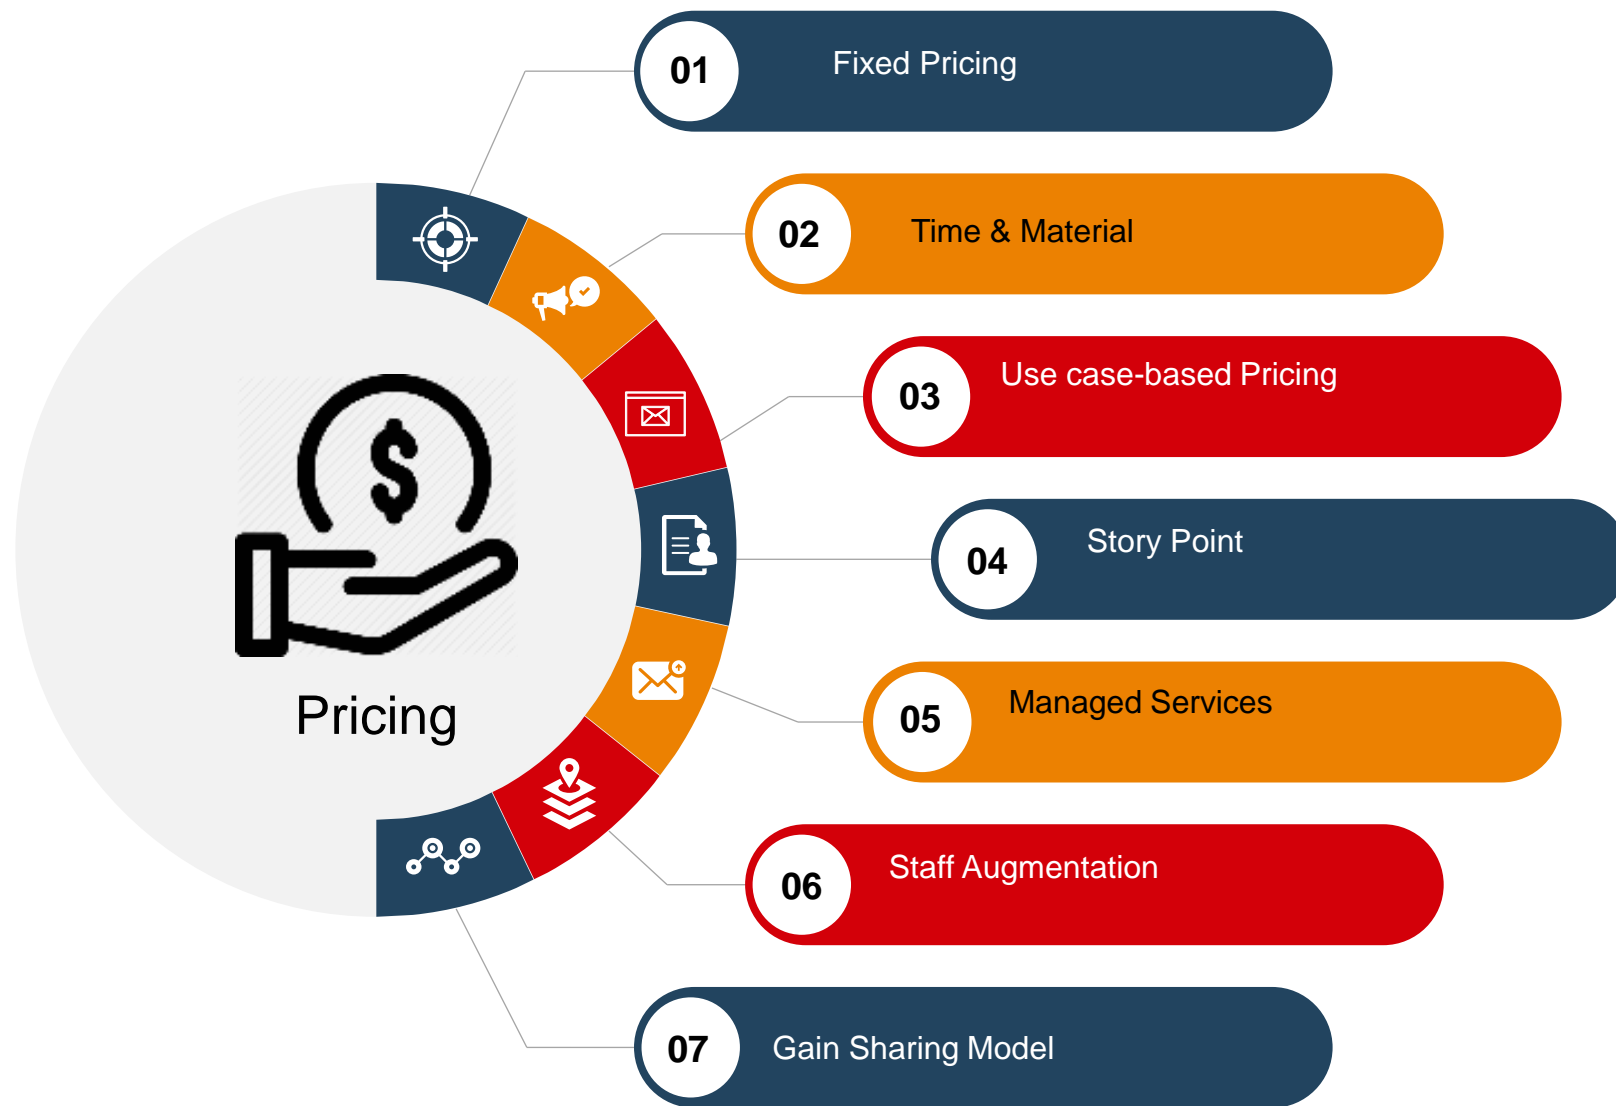 01
Fixed Pricing
02
Time & Material
03
Use case-based Pricing
04
Story Point
05
Managed Services
06
Staff Augmentation
07
Gain Sharing Model
$
Pricing